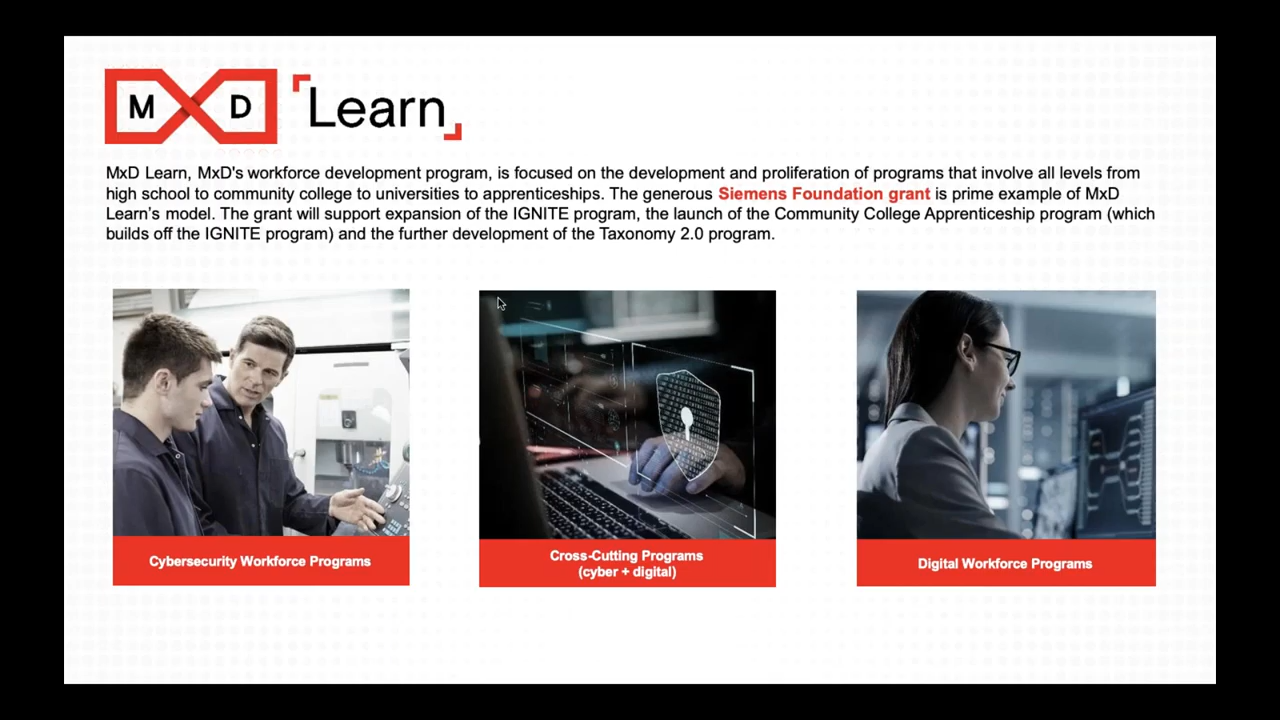 M D Learn
MxD Learn, MxD's workforce development program, is focused on the development and proliferation of programs that involve all levels from
high school to community college to universities to apprenticeships. The generous Siemens Foundation grant is prime example of MxD
Learn's model. The grant will support expansion of the IGNITE program, the launch of the Community College Apprenticeship program (which
builds off the IGNITE program) and the further development of the Taxonomy 2.0 program.
Cybersecurity Workforce Programs
Cross-Cutting Programs
(cyber + digital)
Digital Workforce Programs